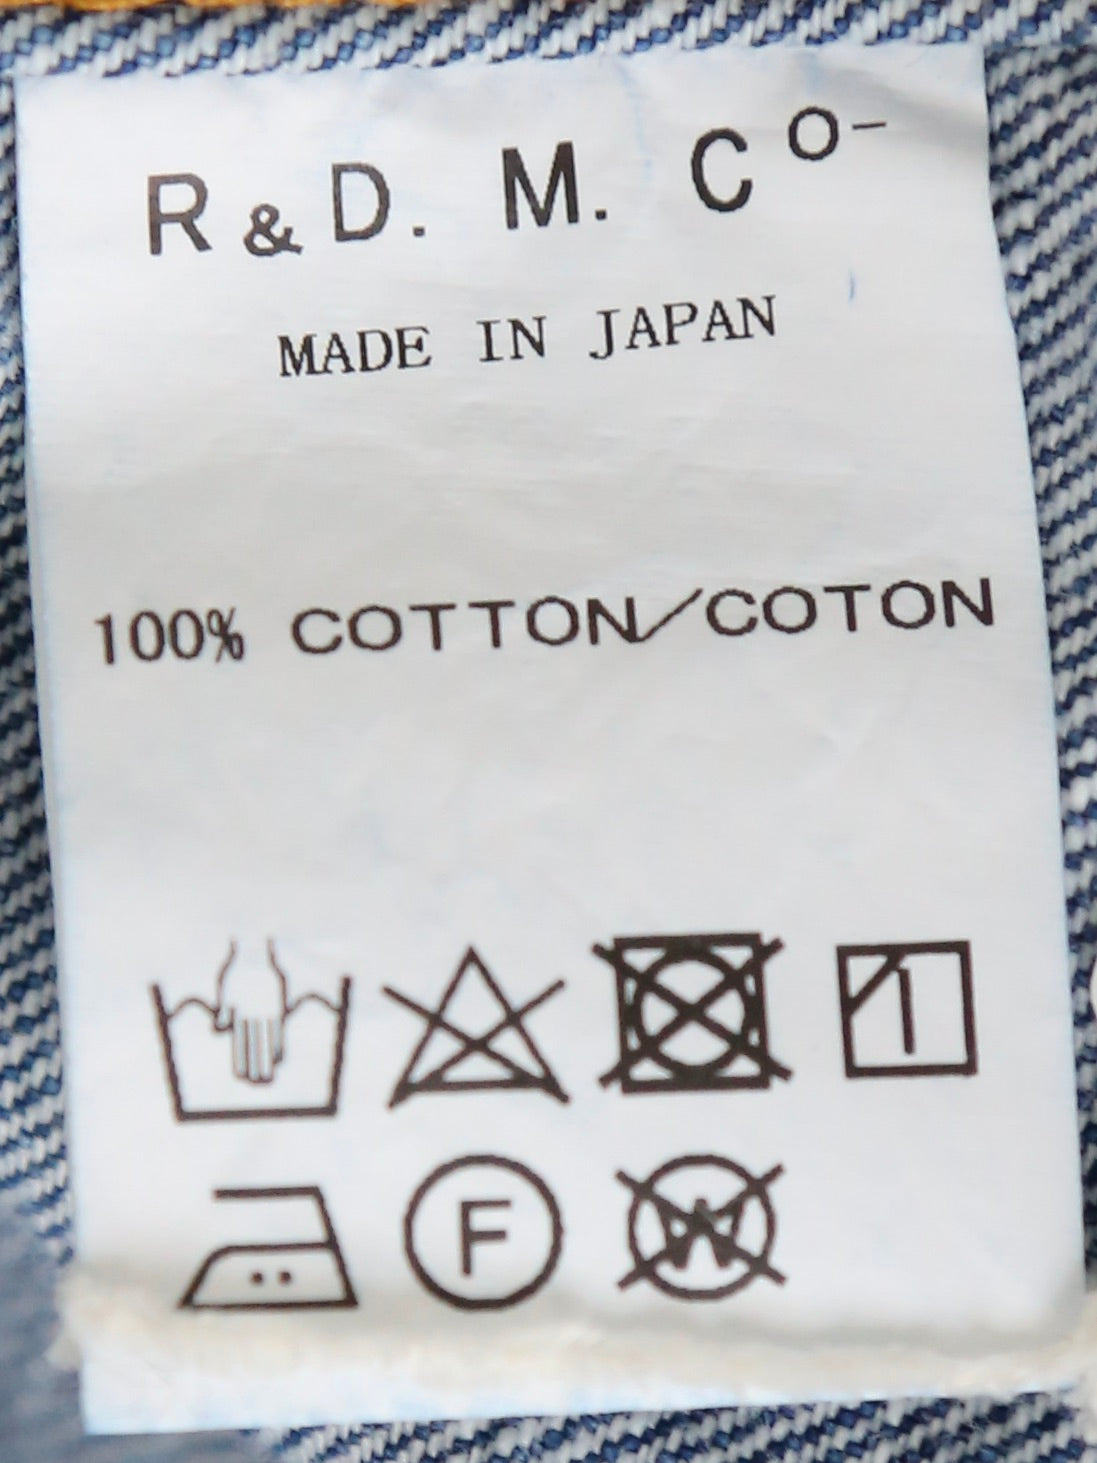 R & D. M. Co-
MADE IN JAPAN
100% COTTON/COTON
F W